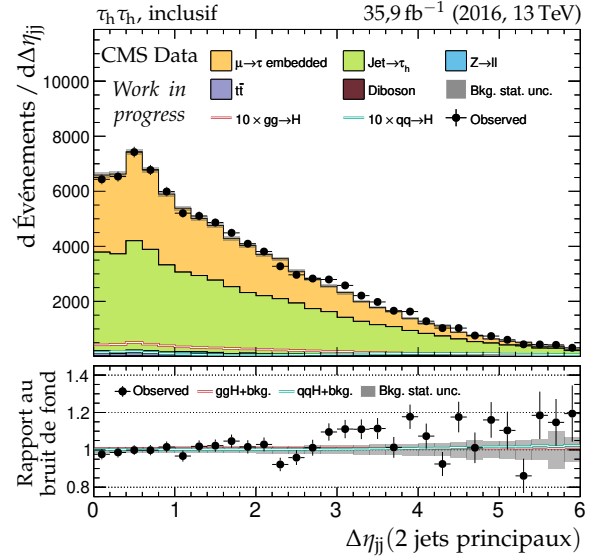 τhτh, inclusif 35,9 fb⁻¹ (2016, 13 TeV)
d Événements / dΔηjj
10000
8000
6000
4000
2000
CMS Data
Work in
progress
μ→τ embedded Jet→τh Z→ll
tt̄ Diboson Bkg. stat. unc.
10 × gg→H 10 × qq→H Observed
Rapport au
bruit de fond
1.4
1.2
1
0.8
Observed ggH+bkg. qqH+bkg. Bkg. stat. unc.
0 1 2 3 4 5 6
Δηjj(2 jets principaux)